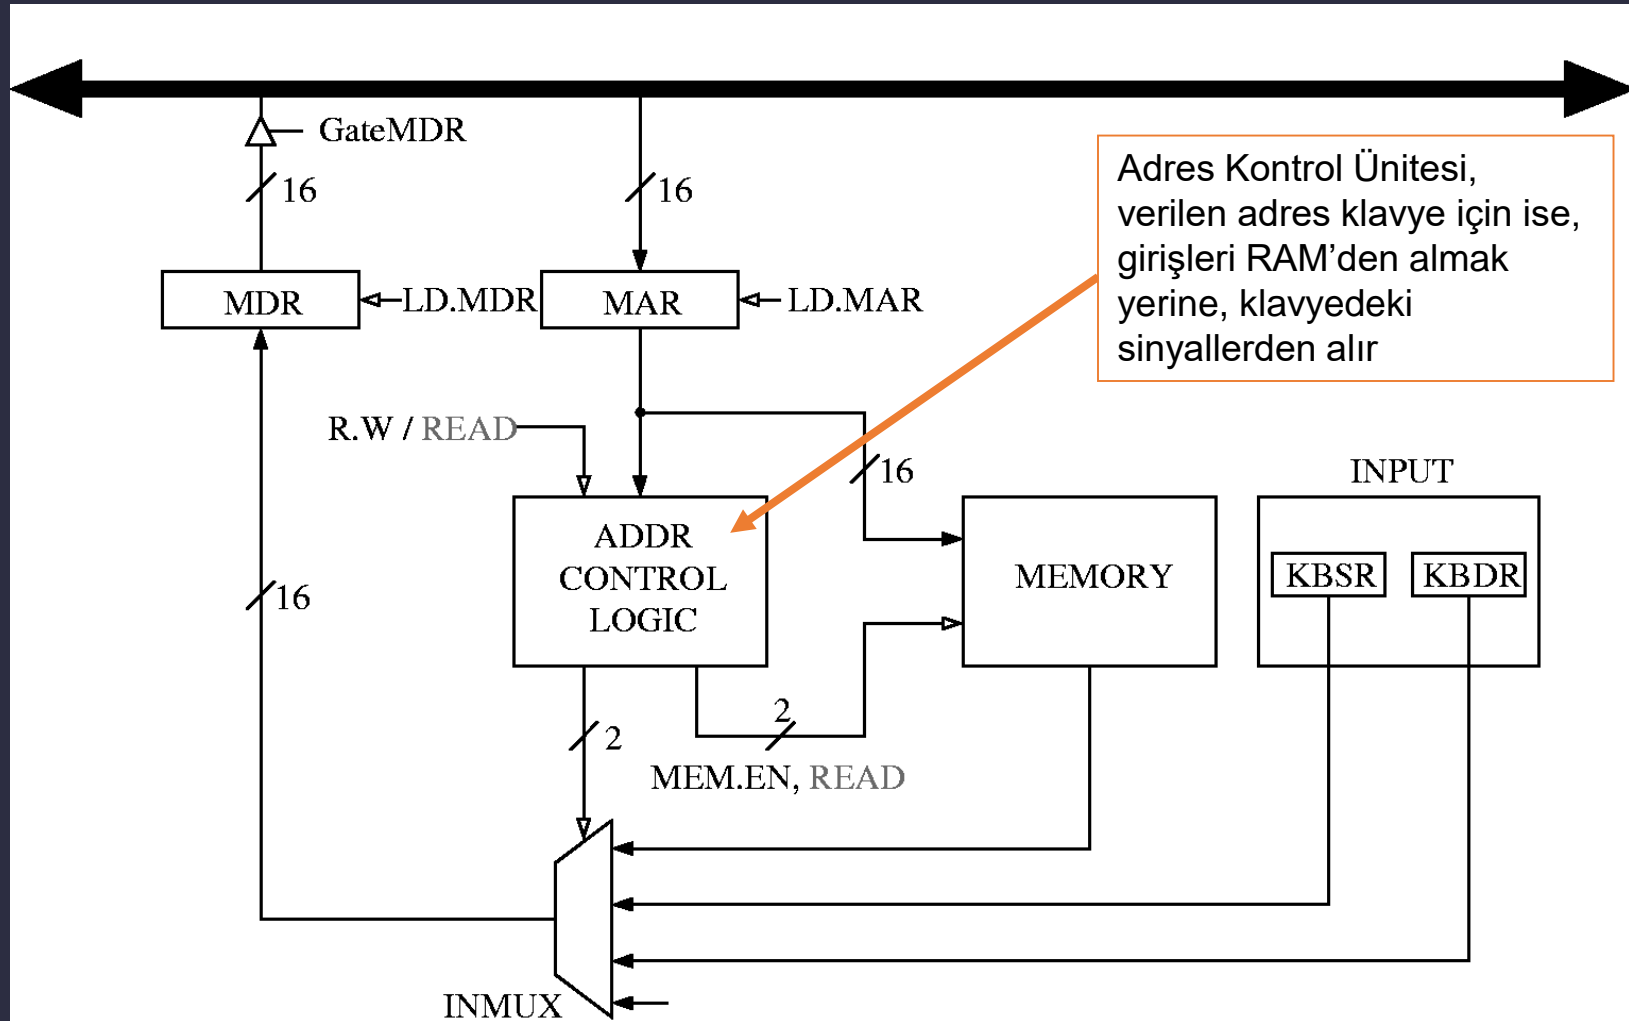 GateMDR
16
16
Adres Kontrol Ünitesi,
verilen adres klavye için ise,
girişleri RAM’den almak
yerine, klavyedeki
sinyallerden alır
MDR
LD.MDR
MAR
LD.MAR
R.W / READ
16
INPUT
ADDR
CONTROL
LOGIC
MEMORY
KBSR
KBDR
16
2
2
MEM.EN, READ
INMUX